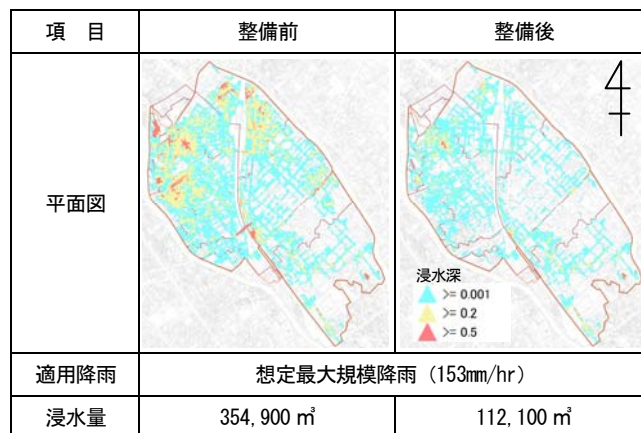 項　目 整備前 整備後
平面図
浸水深
>= 0.001
>= 0.2
>= 0.5
適用降雨 想定最大規模降雨（153mm/hr）
浸水量 354,900 ㎥ 112,100 ㎥